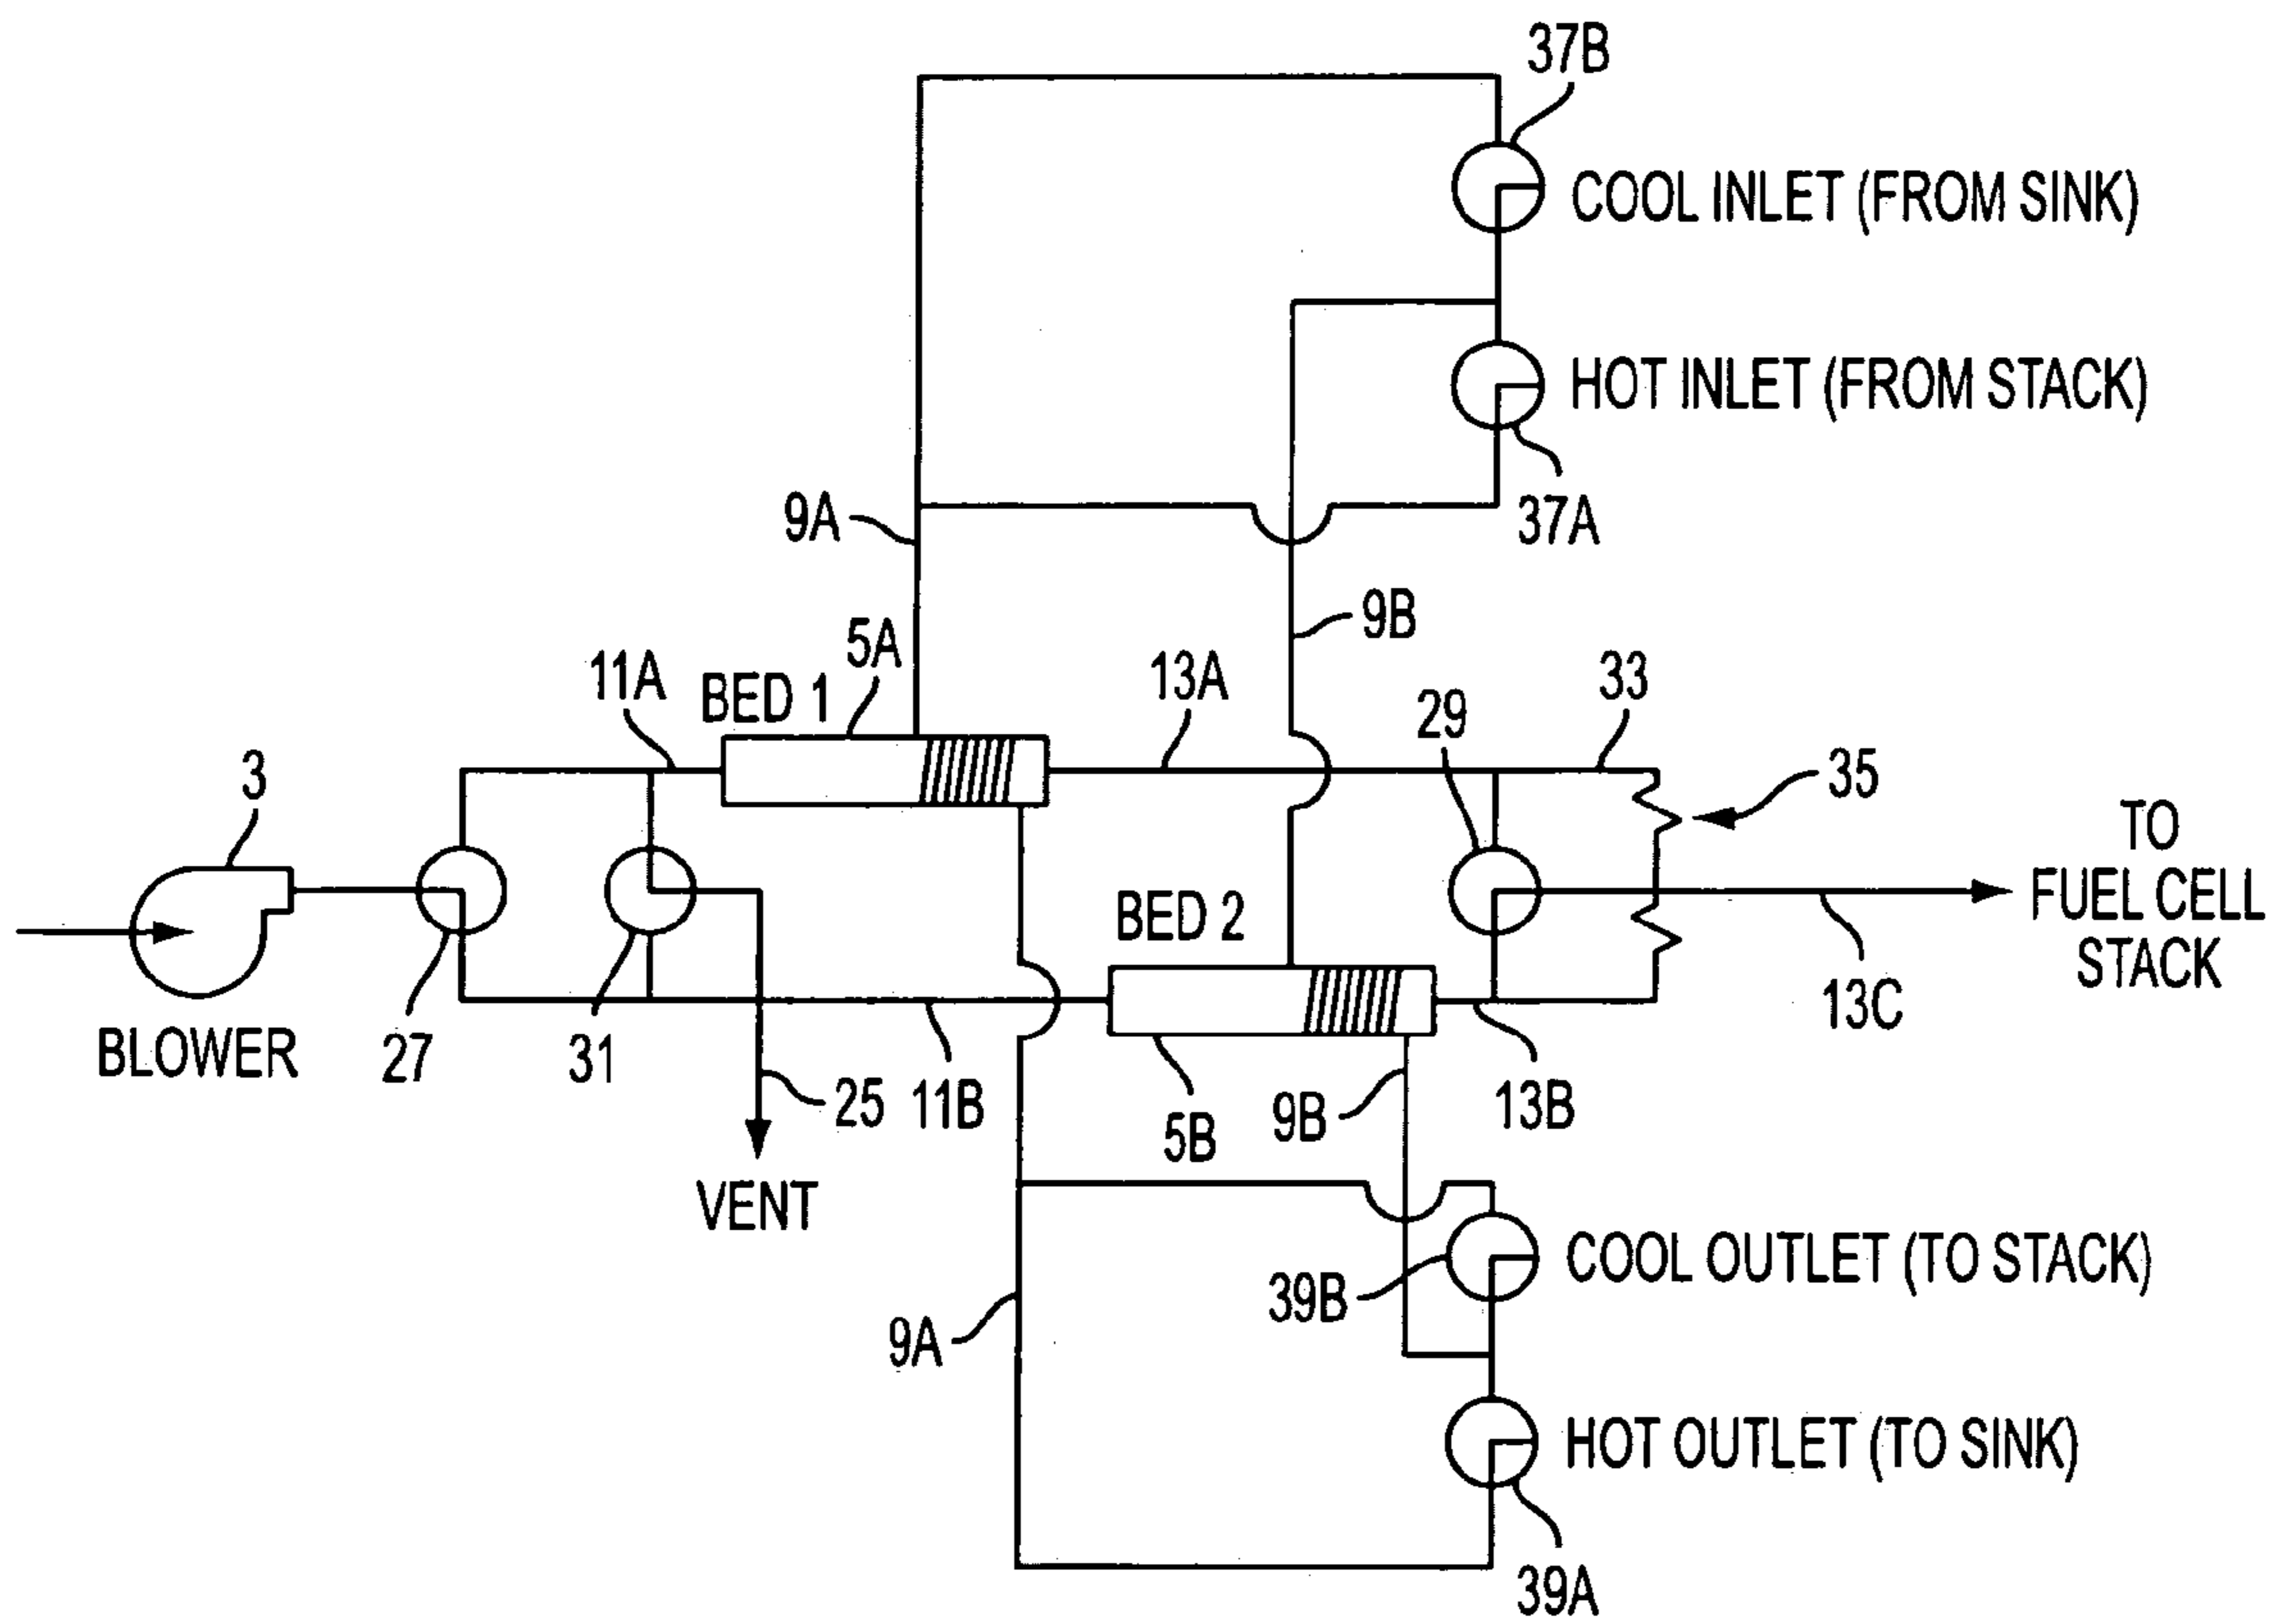 37B
COOL INLET (FROM SINK)
HOT INLET (FROM STACK)
37A
9A
9B
5A
11A
BED 1
13A
33
29
35
3
TO
FUEL CELL
STACK
BED 2
13C
BLOWER
27
31
25
11B
5B
9B
13B
VENT
COOL OUTLET (TO STACK)
39B
9A
HOT OUTLET (TO SINK)
39A